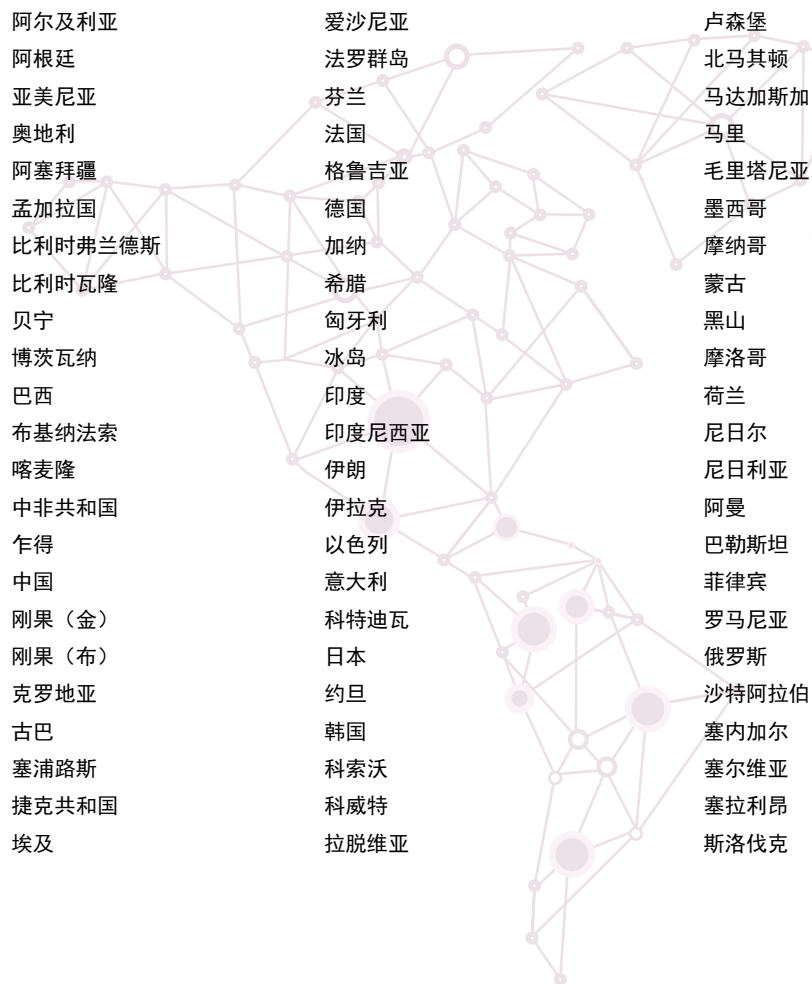 阿尔及利亚
阿根廷
亚美尼亚
奥地利
阿塞拜疆
孟加拉国
比利时弗兰德斯
比利时瓦隆
贝宁
博茨瓦纳
巴西
布基纳法索
喀麦隆
中非共和国
乍得
中国
刚果（金）
刚果（布）
克罗地亚
古巴
塞浦路斯
捷克共和国
埃及
爱沙尼亚
法罗群岛
芬兰
法国
格鲁吉亚
德国
加纳
希腊
匈牙利
冰岛
印度
印度尼西亚
伊朗
伊拉克
以色列
意大利
科特迪瓦
日本
约旦
韩国
科索沃
科威特
拉脱维亚
卢森堡
北马其顿
马达加斯加
马里
毛里塔尼亚
墨西哥
摩纳哥
蒙古
黑山
摩洛哥
荷兰
尼日尔
尼日利亚
阿曼
巴勒斯坦
菲律宾
罗马尼亚
俄罗斯
沙特阿拉伯
塞内加尔
塞尔维亚
塞拉利昂
斯洛伐克